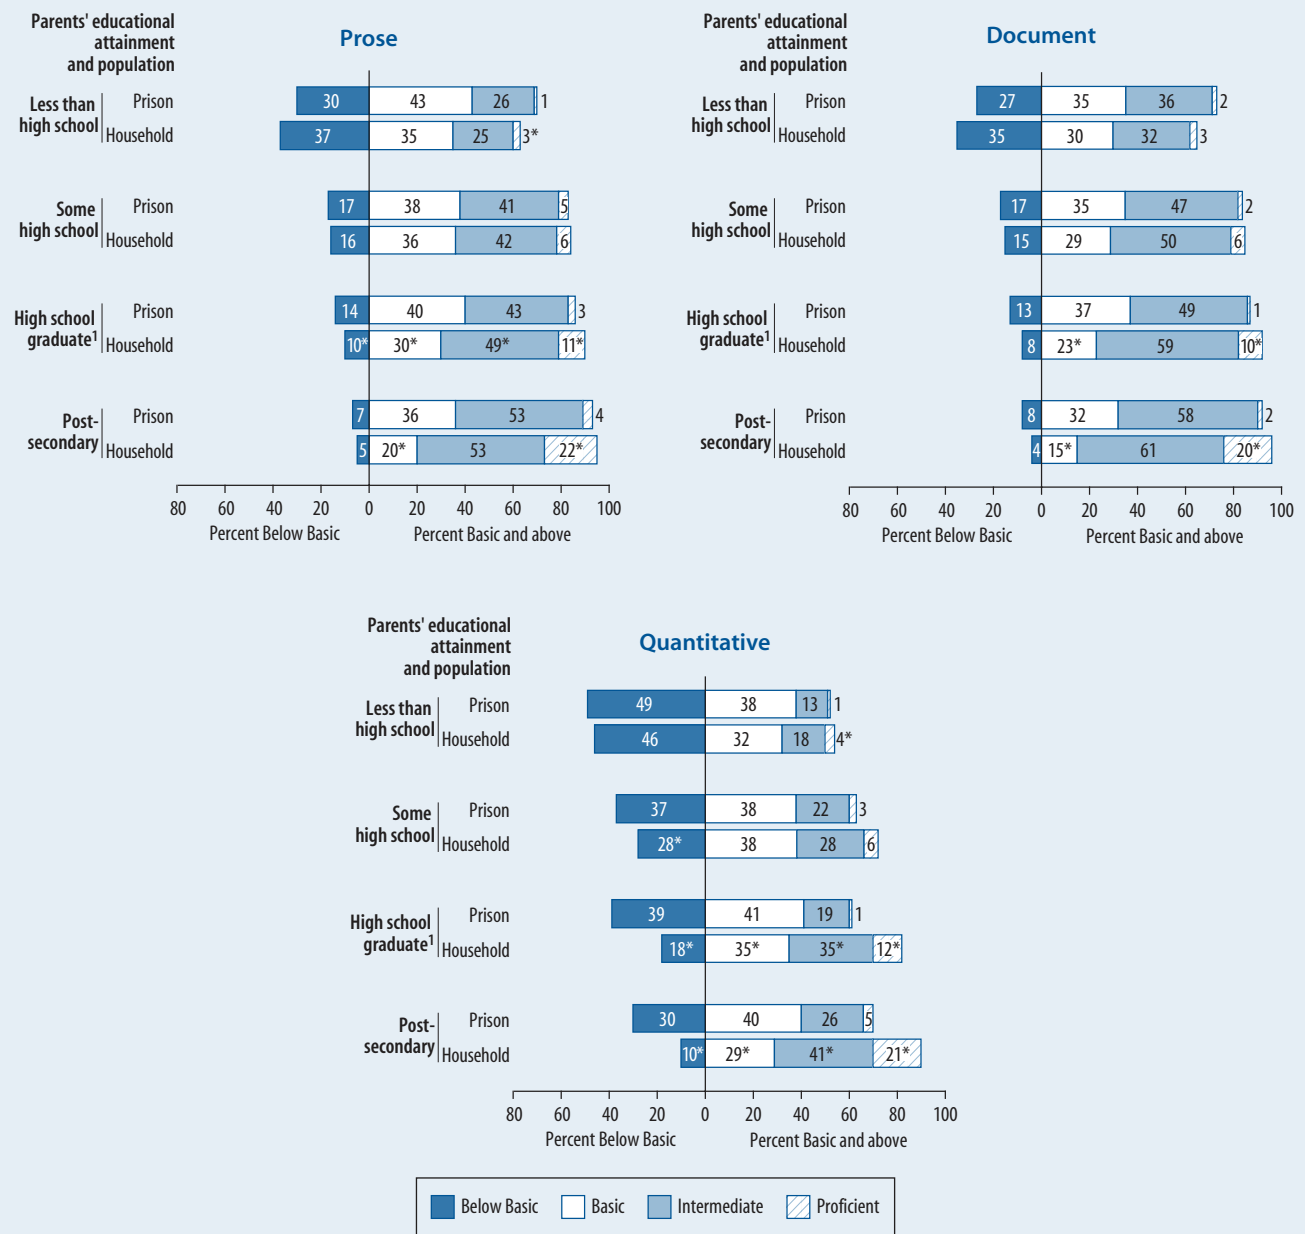 Parents' educational
attainment
and population
Prose
Less than
high school
Prison
30 43 26 1
Household
37 35 25 3*
Some
high school
Prison
17 38 41 5
Household
16 36 42 6
High school
graduate1
Prison
14 40 43 3
Household
10* 30* 49* 11*
Post-
secondary
Prison
7 36 53 4
Household
5 20* 53 22*
80 60 40 20 0 20 40 60 80 100
Percent Below Basic Percent Basic and above
Parents' educational
attainment
and population
Document
Less than
high school
Prison
27 35 36 2
Household
35 30 32 3
Some
high school
Prison
17 35 47 2
Household
15 29 50 6
High school
graduate1
Prison
13 37 49 1
Household
8 23* 59 10*
Post-
secondary
Prison
8 32 58 2
Household
4 15* 61 20*
80 60 40 20 0 20 40 60 80 100
Percent Below Basic Percent Basic and above
Parents' educational
attainment
and population
Quantitative
Less than
high school
Prison
49 38 13 1
Household
46 32 18 4*
Some
high school
Prison
37 38 22 3
Household
28* 38 28 6
High school
graduate1
Prison
39 41 19 1
Household
18* 35* 35* 12*
Post-
secondary
Prison
30 40 26 5
Household
10* 29* 41* 21*
80 60 40 20 0 20 40 60 80 100
Percent Below Basic Percent Basic and above
Below Basic Basic Intermediate Proficient